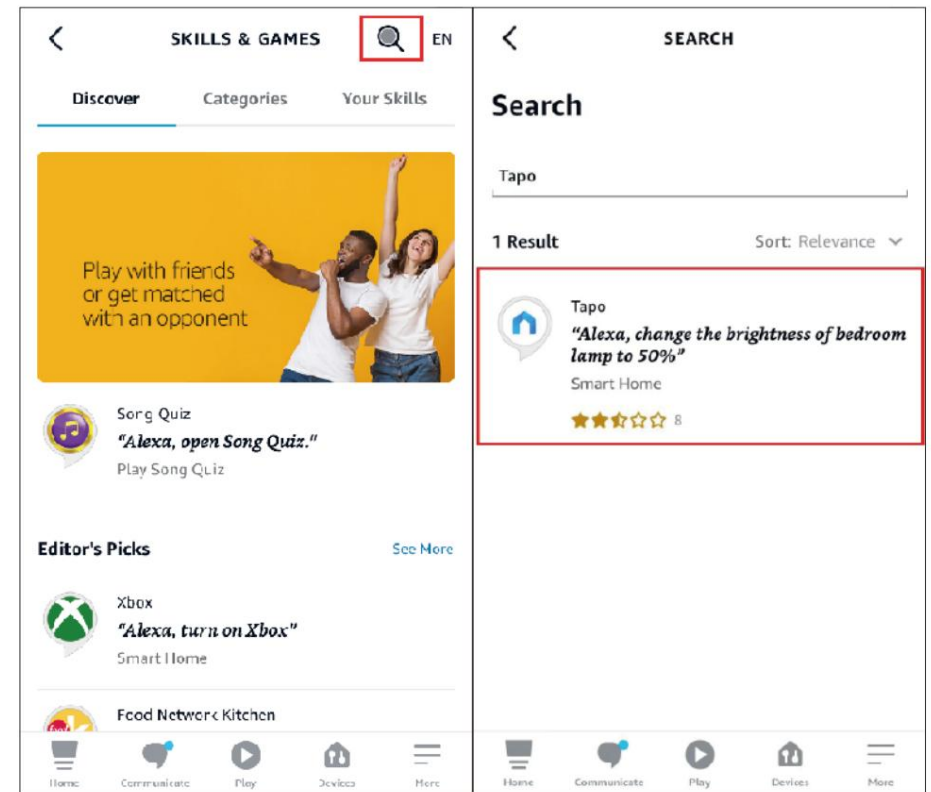 SKILLS & GAMES
EN
Discover
Categories
Your Skills
Play with friends
or get matched
with an opponent
Song Quiz
"Alexa, open Song Quiz."
Play Song Quiz
Editor's Picks
See More
Xbox
"Alexa, turn on Xbox"
Smart Home
Food Network Kitchen
Home
Communicate
Play
Devices
More
SEARCH
Search
Tapo
1 Result
Sort: Relevance
Tapo
"Alexa, change the brightness of bedroom
lamp to 50%"
Smart Home
8
Home
Communicate
Play
Devices
More